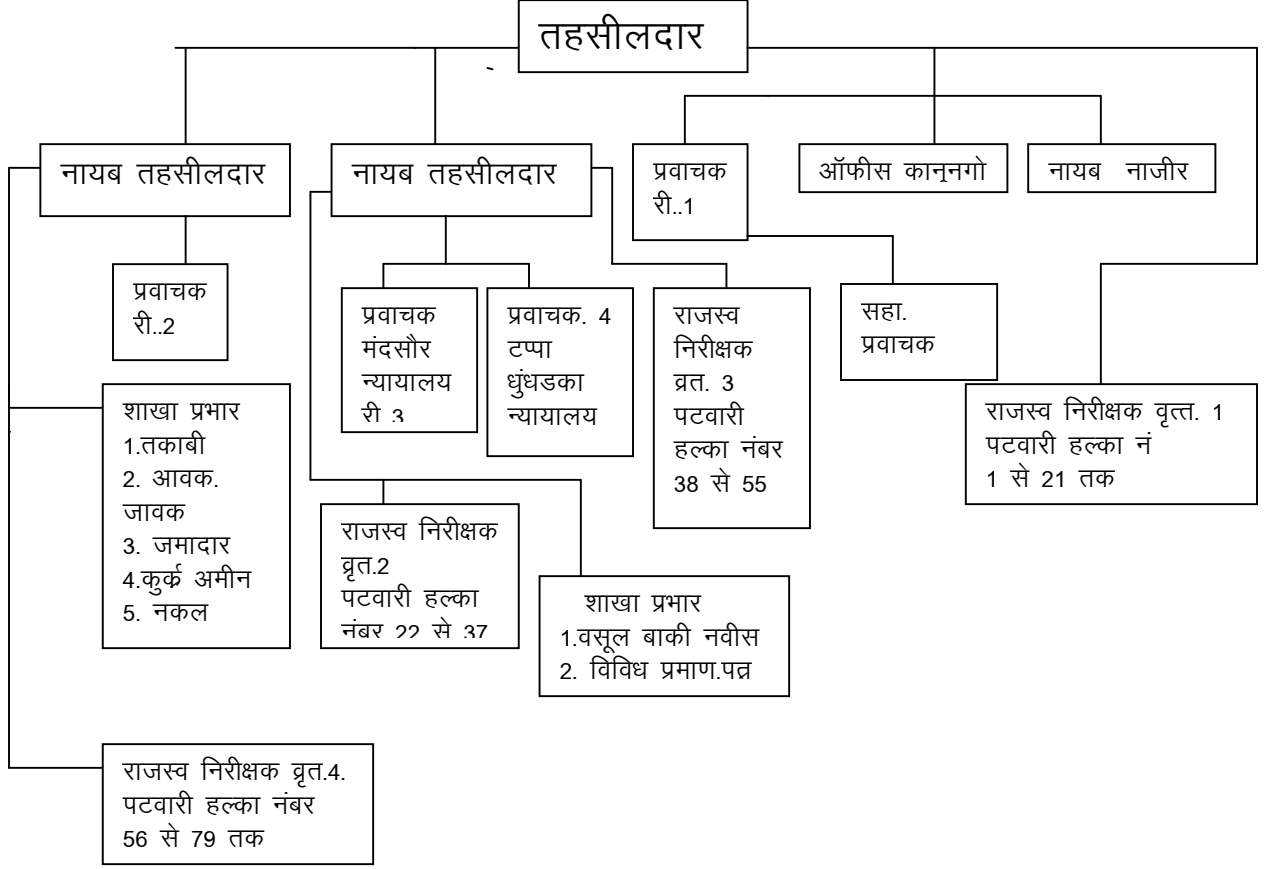 तहसीलदार
नायब तहसीलदार
नायब तहसीलदार
प्रवाचक
री..1
ऑफीस कानूनगो
नायब नाजीर
प्रवाचक
री..2
प्रवाचक
मंदसौर
न्यायालय
री 3
प्रवाचक. 4
टप्पा
धुंधडका
न्यायालय
राजस्व
निरीक्षक
व्रत. 3
पटवारी
हल्का नंबर
38 से 55
सहा.
प्रवाचक
शाखा प्रभार
1.तकाबी
2. आवक.
जावक
3. जमादार
4.कुर्क्र अमीन
5. नकल
राजस्व निरीक्षक वृत्त. 1
पटवारी हल्का नं
1 से 21 तक
राजस्व निरीक्षक
व्रृत.2
पटवारी हल्का
नंबर 22 से 37
शाखा प्रभार
1.वसूल बाकी नवीस
2. विविध प्रमाण.पत्र
राजस्व निरीक्षक व्रृत.4.
पटवारी हल्का नंबर
56 से 79 तक